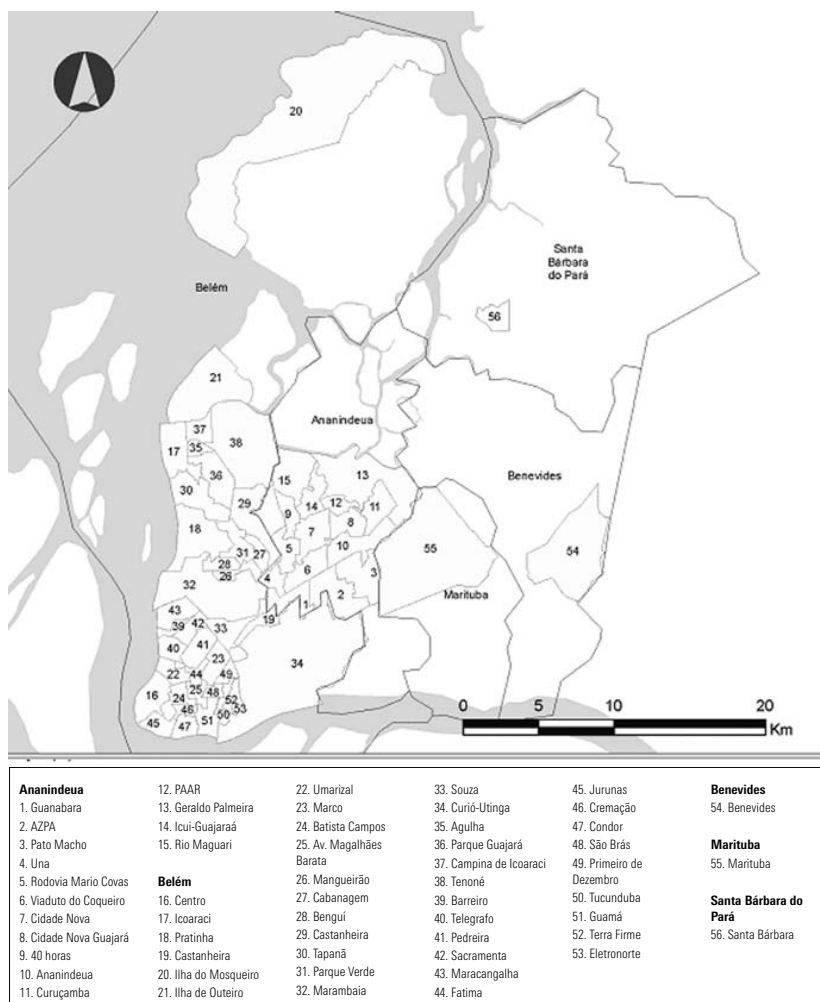 20
Santa
Bárbara
do Pará
Belém
56
21
Ananindeua
37
17
35
38
36
15
13
Benevides
30
29
9
14
12
11
18
7
8
31
27
5
10
55
54
28
26
6
4
3
32
2
Marituba
1
43
42
39
33
19
40
41
23
34
22
44
49
16
24
25
48
52
46
53
45
47
51
50
0
5
10
20
Km
Ananindeua
1. Guanabara
2. AZPA
3. Pato Macho
4. Una
5. Rodovia Mario Covas
6. Viaduto do Coqueiro
7. Cidade Nova
8. Cidade Nova Guajará
9. 40 horas
10. Ananindeua
11. Curuçamba
12. PAAR
13. Geraldo Palmeira
14. Icui-Guajaraá
15. Rio Maguari
Belém
16. Centro
17. Icoaraci
18. Pratinha
19. Castanheira
20. Ilha do Mosqueiro
21. Ilha de Outeiro
22. Umarizal
23. Marco
24. Batista Campos
25. Av. Magalhães
Barata
26. Mangueirão
27. Cabanagem
28. Benguí
29. Castanheira
30. Tapanã
31. Parque Verde
32. Marambaia
33. Souza
34. Curió-Utinga
35. Agulha
36. Parque Guajará
37. Campina de Icoaraci
38. Tenoné
39. Barreiro
40. Telegrafo
41. Pedreira
42. Sacramenta
43. Maracangalha
44. Fatima
45. Jurunas
46. Cremação
47. Condor
48. São Brás
49. Primeiro de
Dezembro
50. Tucunduba
51. Guamá
52. Terra Firme
53. Eletronorte
Benevides
54. Benevides
Marituba
55. Marituba
Santa Bárbara do
Pará
56. Santa Bárbara